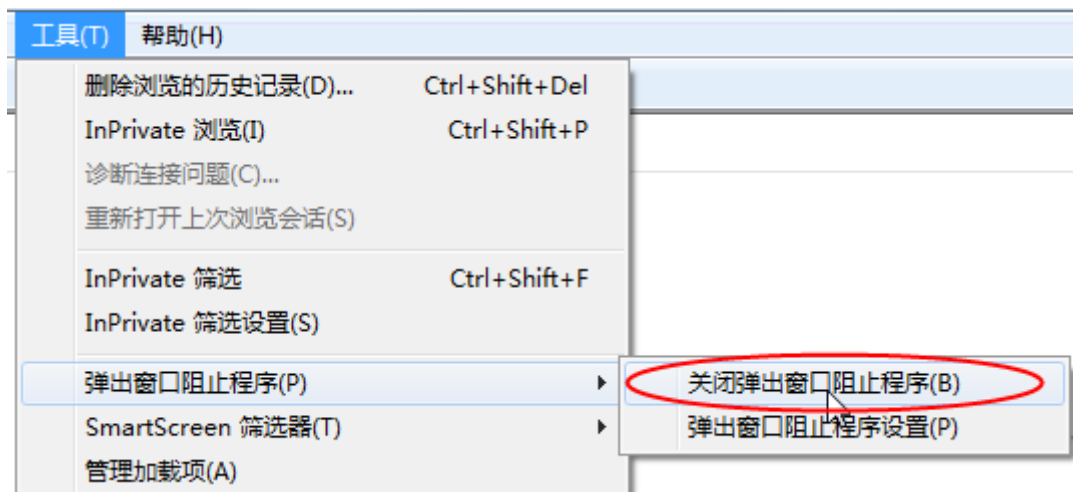 工具(T) 帮助(H)
删除浏览的历史记录(D)... Ctrl+Shift+Del
InPrivate 浏览(I) Ctrl+Shift+P
诊断连接问题(C)...
重新打开上次浏览会话(S)
InPrivate 筛选 Ctrl+Shift+F
InPrivate 筛选设置(S)
弹出窗口阻止程序(P) 关闭弹出窗口阻止程序(B)
SmartScreen 筛选器(T) 弹出窗口阻止程序设置(P)
管理加载项(A)